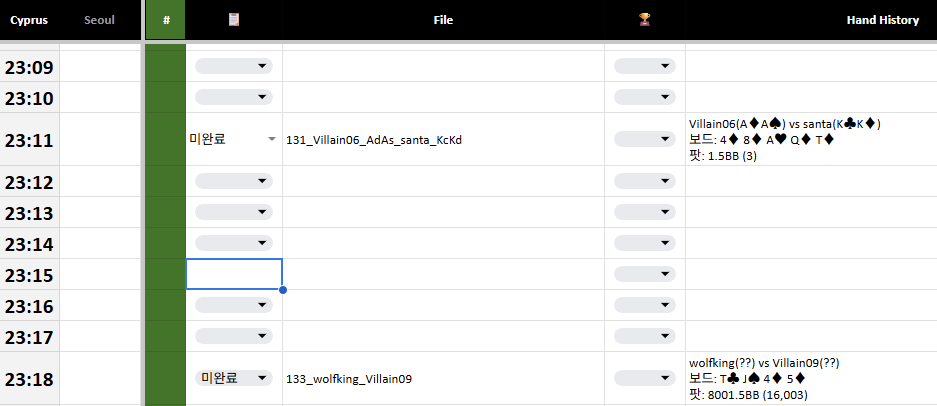 Cyprus Seoul # 📋 File 🏆 Hand History
23:09
23:10
23:11 미완료 131_Villain06_AdAs_santa_KcKd
Villain06(A♦A♠) vs santa(K♣K♦)
보드: 4♦ 8♦ A♥ Q♦ T♦
팟: 1.5BB (3)
23:12
23:13
23:14
23:15
23:16
23:17
23:18 미완료 133_wolfking_Villain09
wolfking(??) vs Villain09(??)
보드: T♣ J♠ 4♦ 5♦
팟: 8001.5BB (16,003)